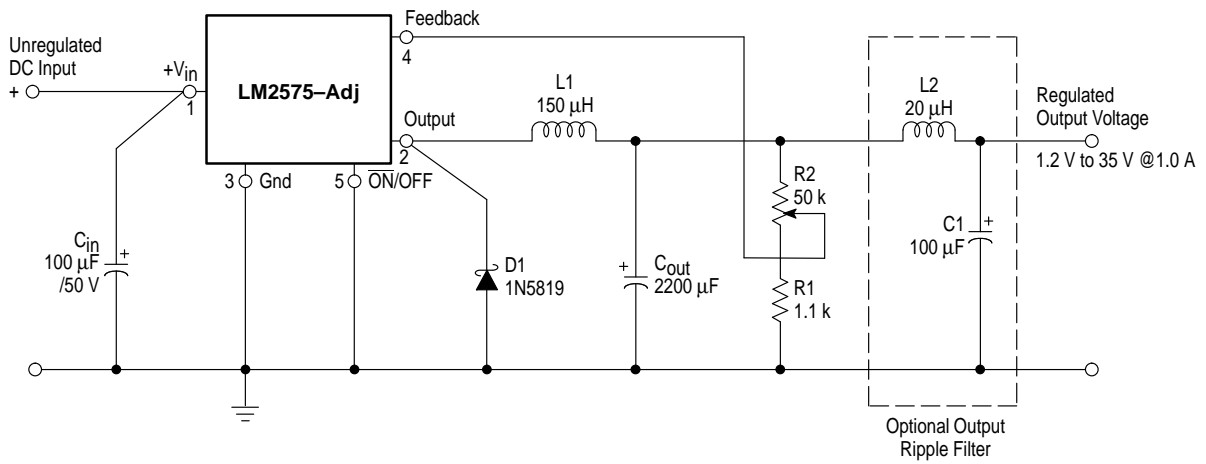 Feedback
4
Unregulated
DC Input
+
+Vin
1
LM2575–Adj
Output
2
3 Gnd
5 ON/OFF
L1
150 µH
L2
20 µH
Regulated
Output Voltage
1.2 V to 35 V @1.0 A
R2
50 k
Cin
100 µF
/50 V
+
D1
1N5819
+
Cout
2200 µF
R1
1.1 k
C1
100 µF
+
Optional Output
Ripple Filter